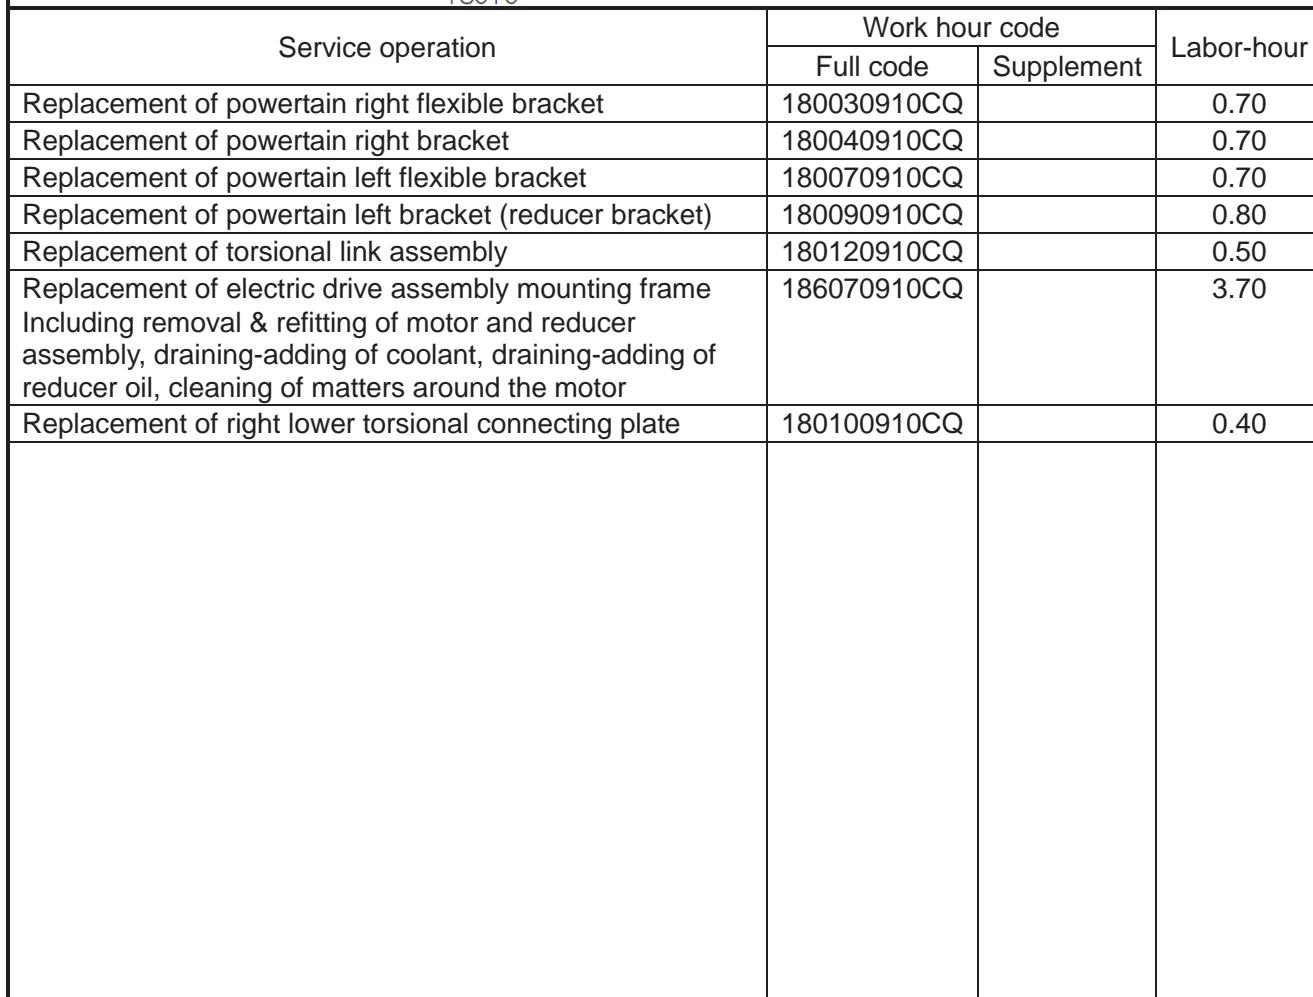 Service operation Work hour code Labor-hour
Full code Supplement
Replacement of powertain right flexible bracket 180030910CQ 0.70
Replacement of powertain right bracket 180040910CQ 0.70
Replacement of powertain left flexible bracket 180070910CQ 0.70
Replacement of powertain left bracket (reducer bracket) 180090910CQ 0.80
Replacement of torsional link assembly 180120910CQ 0.50
Replacement of electric drive assembly mounting frame 186070910CQ 3.70
Including removal & refitting of motor and reducer
assembly, draining-adding of coolant, draining-adding of
reducer oil, cleaning of matters around the motor
Replacement of right lower torsional connecting plate 180100910CQ 0.40